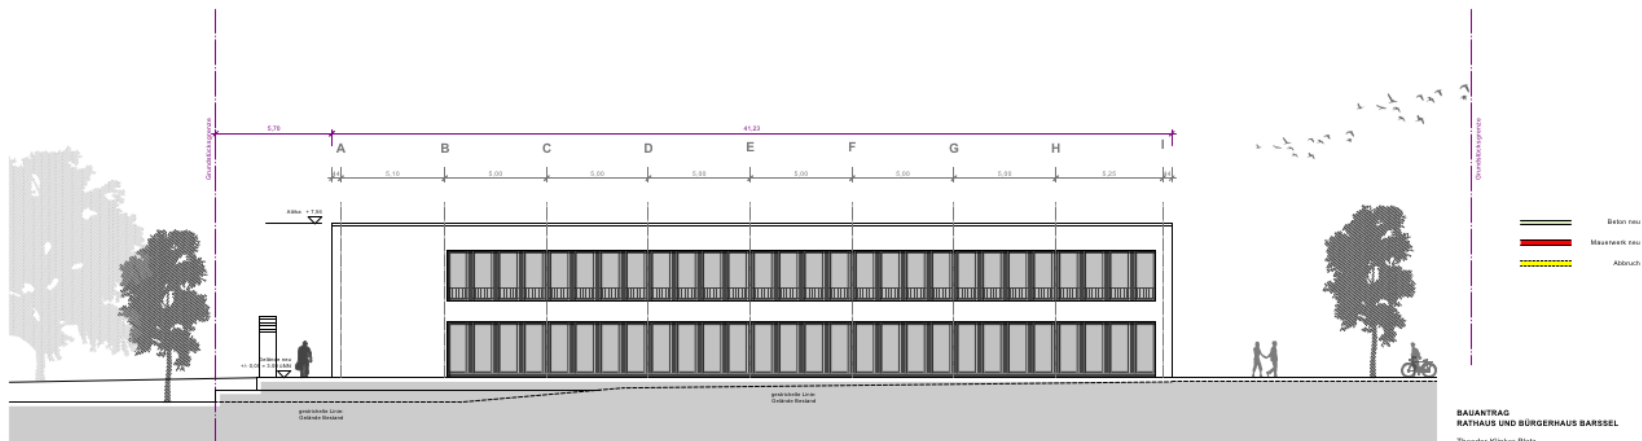 Grundstücksgrenze
Grundstücksgrenze
5,70
41,23
A
B
C
D
E
F
G
H
I
5,10
5,00
5,00
5,00
5,00
5,00
5,00
5,25
Attika + 7,86
Gelände neu
gestrichelte Linie:
Gelände Bestand
gestrichelte Linie:
Gelände Bestand
Beton neu
Mauerwerk neu
Abbruch
BAUANTRAG
RATHAUS UND BÜRGERHAUS BARSSEL